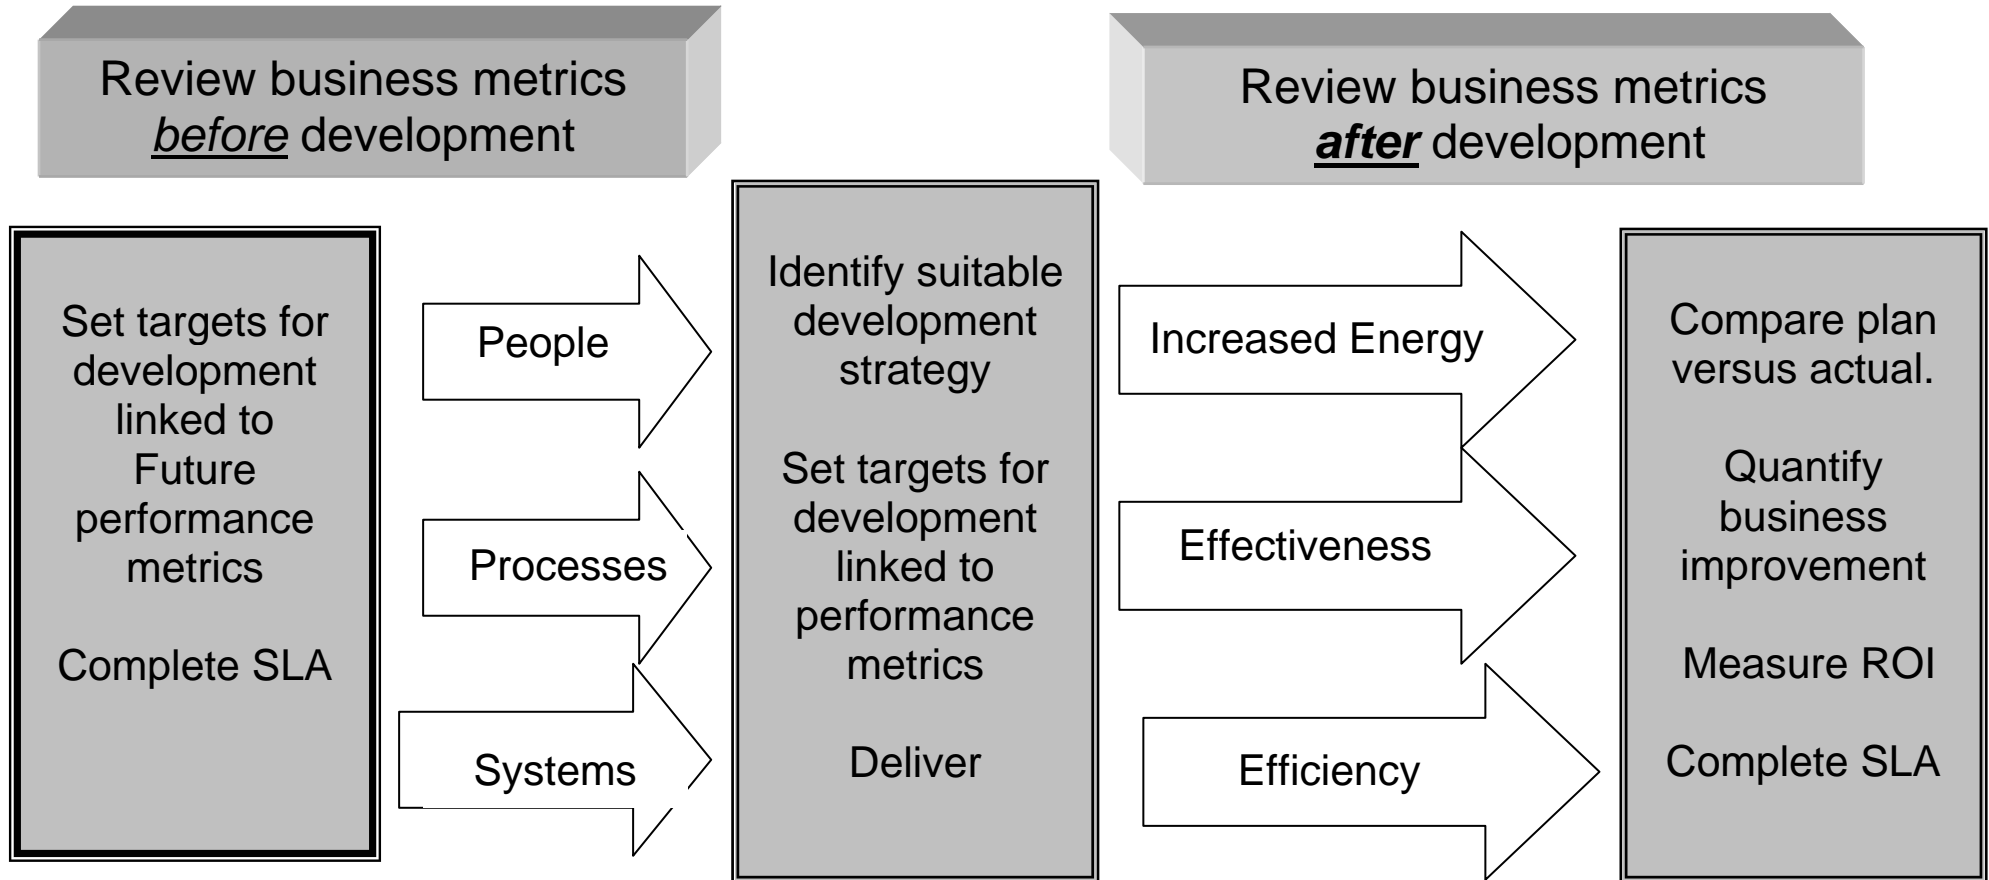 Review business metrics
before development
Review business metrics
after development
Set targets for
development
linked to
Future
performance
metrics
Complete SLA
People
Processes
Systems
Identify suitable
development
strategy
Set targets for
development
linked to
performance
metrics
Deliver
Increased Energy
Effectiveness
Efficiency
Compare plan
versus actual.
Quantify
business
improvement
Measure ROI
Complete SLA